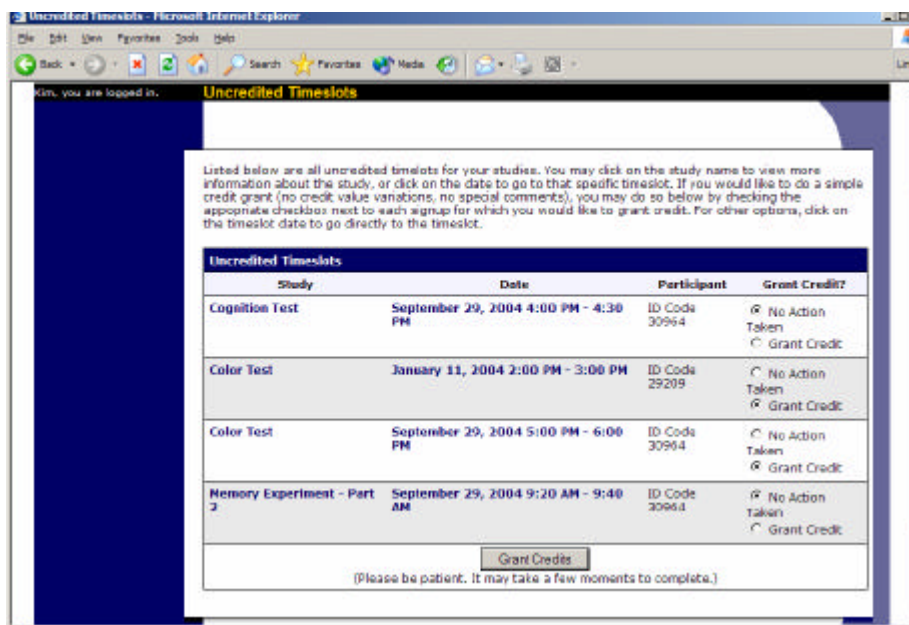 Uncredited Timeslots - Microsoft Internet Explorer
File Edit View Favorites Tools Help
Back Search Favorites Media
Kim, you are logged in. Uncredited Timeslots
Listed below are all uncredited timelots for your studies. You may click on the study name to view more
information about the study, or click on the date to go to that specific timeslot. If you would like to do a simple
credit grant (no credit value variations, no special comments), you may do so below by checking the
appopriate checkbox next to each signup for which you would like to grant credit. For other options, click on
the timeslot date to go directly to the timeslot.
Uncredited Timeslots
Study Date Participant Grant Credit?
Cognition Test September 29, 2004 4:00 PM - 4:30 ID Code No Action
PM 30964 Taken
Grant Credit
Color Test January 11, 2004 2:00 PM - 3:00 PM ID Code No Action
29209 Taken
Grant Credit
Color Test September 29, 2004 5:00 PM - 6:00 ID Code No Action
PM 30964 Taken
Grant Credit
Memory Experiment - Part September 29, 2004 9:20 AM - 9:40 ID Code No Action
2 AM 30964 Taken
Grant Credit
Grant Credits
(Please be patient. It may take a few moments to complete.)